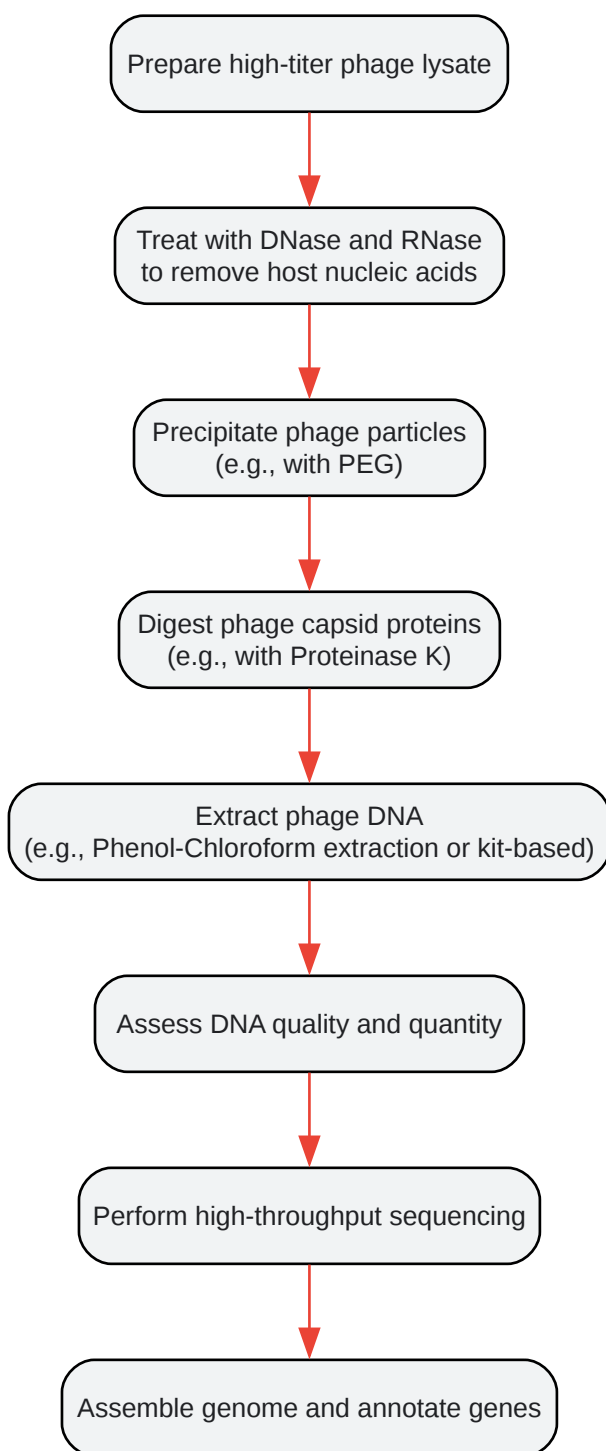 Prepare high-titer phage lysate
Treat with DNase and RNase
to remove host nucleic acids
Precipitate phage particles
(e.g., with PEG)
Digest phage capsid proteins
(e.g., with Proteinase K)
Extract phage DNA
(e.g., Phenol-Chloroform extraction or kit-based)
Assess DNA quality and quantity
Perform high-throughput sequencing
Assemble genome and annotate genes